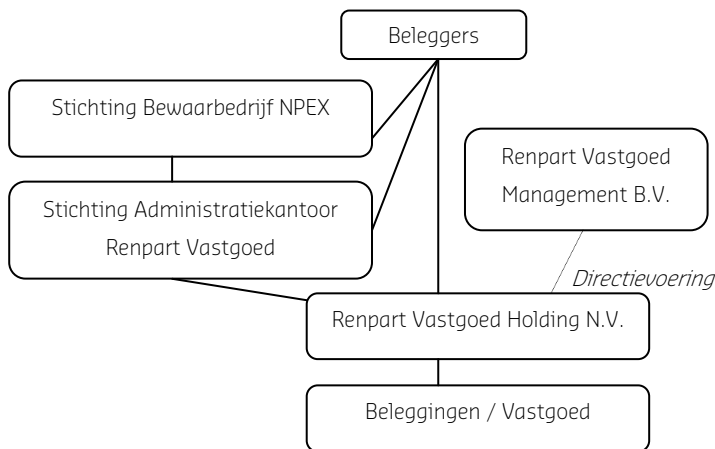 Beleggers
Stichting Bewaarbedrijf NPEX
Renpart Vastgoed
Management B.V.
Stichting Administratiekantoor
Renpart Vastgoed
Directievoering
Renpart Vastgoed Holding N.V.
Beleggingen / Vastgoed